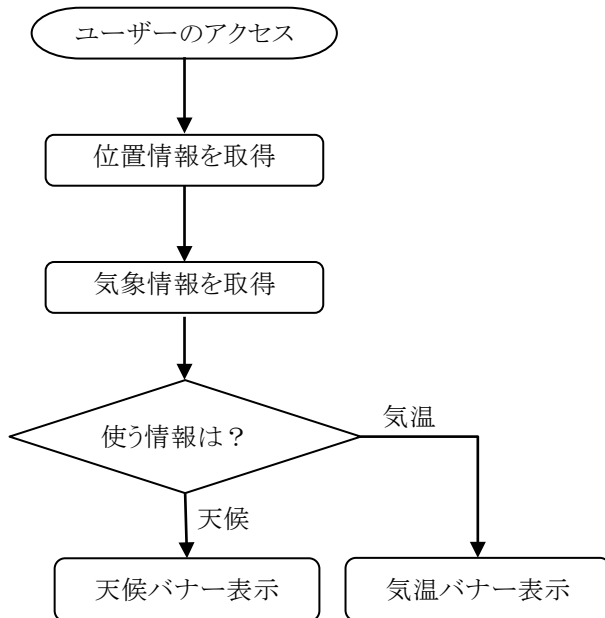 ユーザーのアクセス
位置情報を取得
気象情報を取得
使う情報は？
気温
天候
天候バナー表示
気温バナー表示